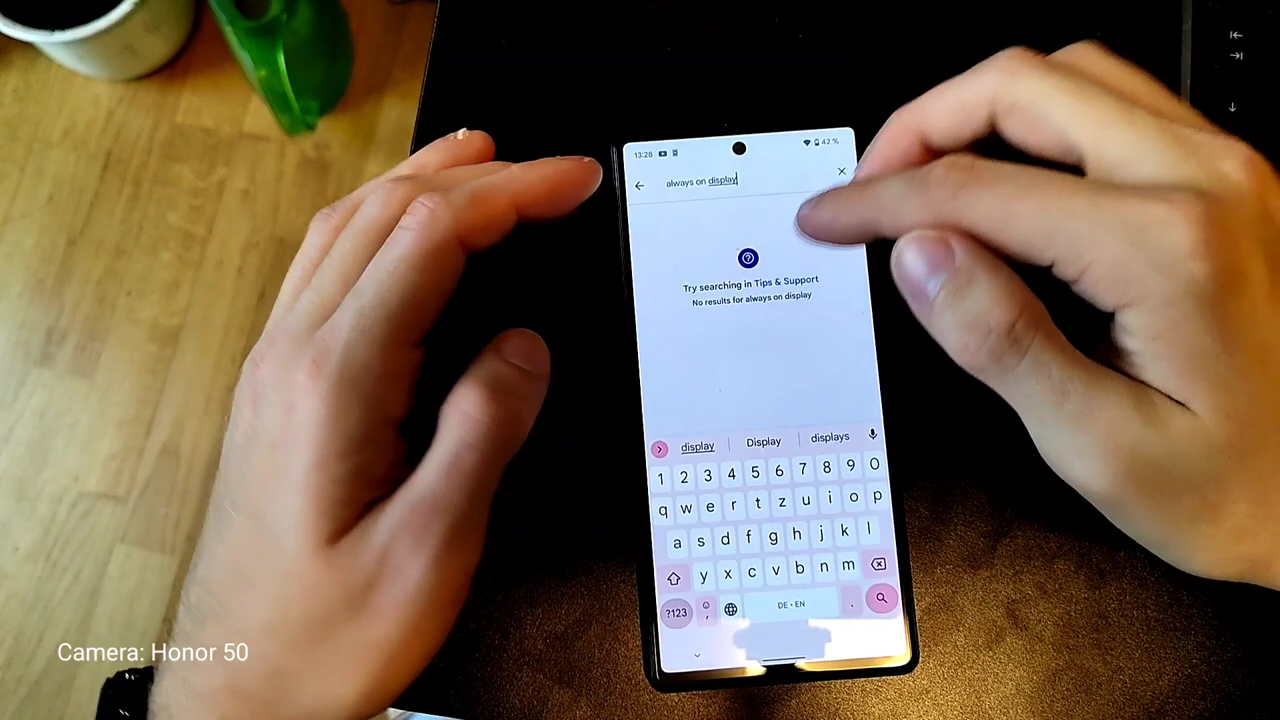 13:28
42 %
always on display
Try searching in Tips & Support
No results for always on display
display Display displays
1 2 3 4 5 6 7 8 9 0
q w e r t z u i o p
a s d f g h j k l
y x c v b n m
?123 , DE • EN .
Camera: Honor 50